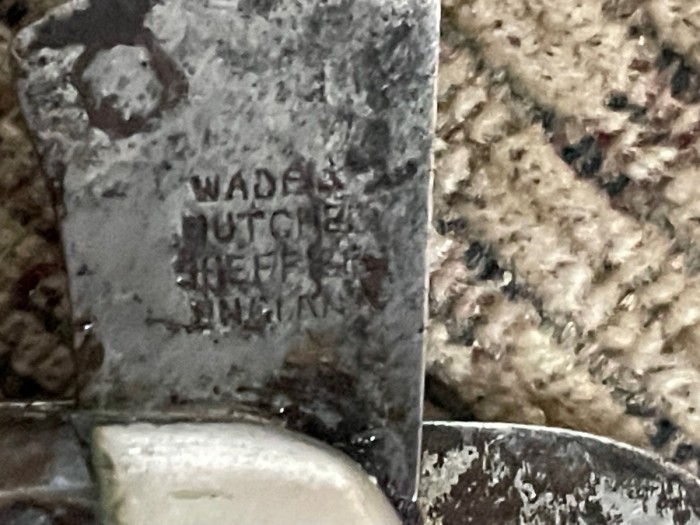 WADE &
BUTCHER
SHEFFIELD
ENGLAND